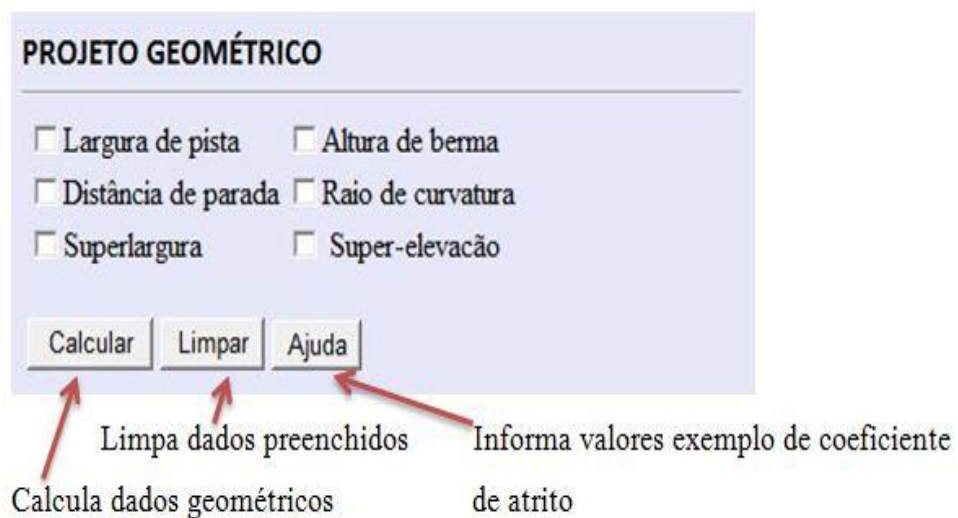 PROJETO GEOMÉTRICO
Largura de pista Altura de berma
Distância de parada Raio de curvatura
Superlargura Super-elevacão
Calcular Limpar Ajuda
Limpa dados preenchidos Informa valores exemplo de coeficiente
Calcula dados geométricos de atrito